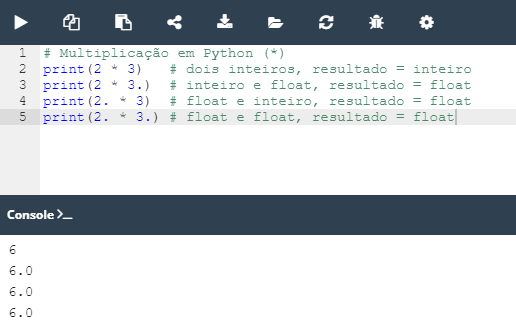 1 # Multiplicação em Python (*)
2 print(2 * 3)   # dois inteiros, resultado = inteiro
3 print(2 * 3.)  # inteiro e float, resultado = float
4 print(2. * 3)  # float e inteiro, resultado = float
5 print(2. * 3.) # float e float, resultado = float
Console >_
6
6.0
6.0
6.0